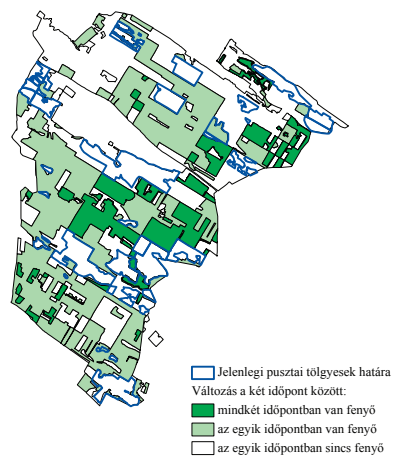 Jelenlegi pusztai tölgyesek határa
Változás a két időpont között:
mindkét időpontban van fenyő
az egyik időpontban van fenyő
az egyik időpontban sincs fenyő